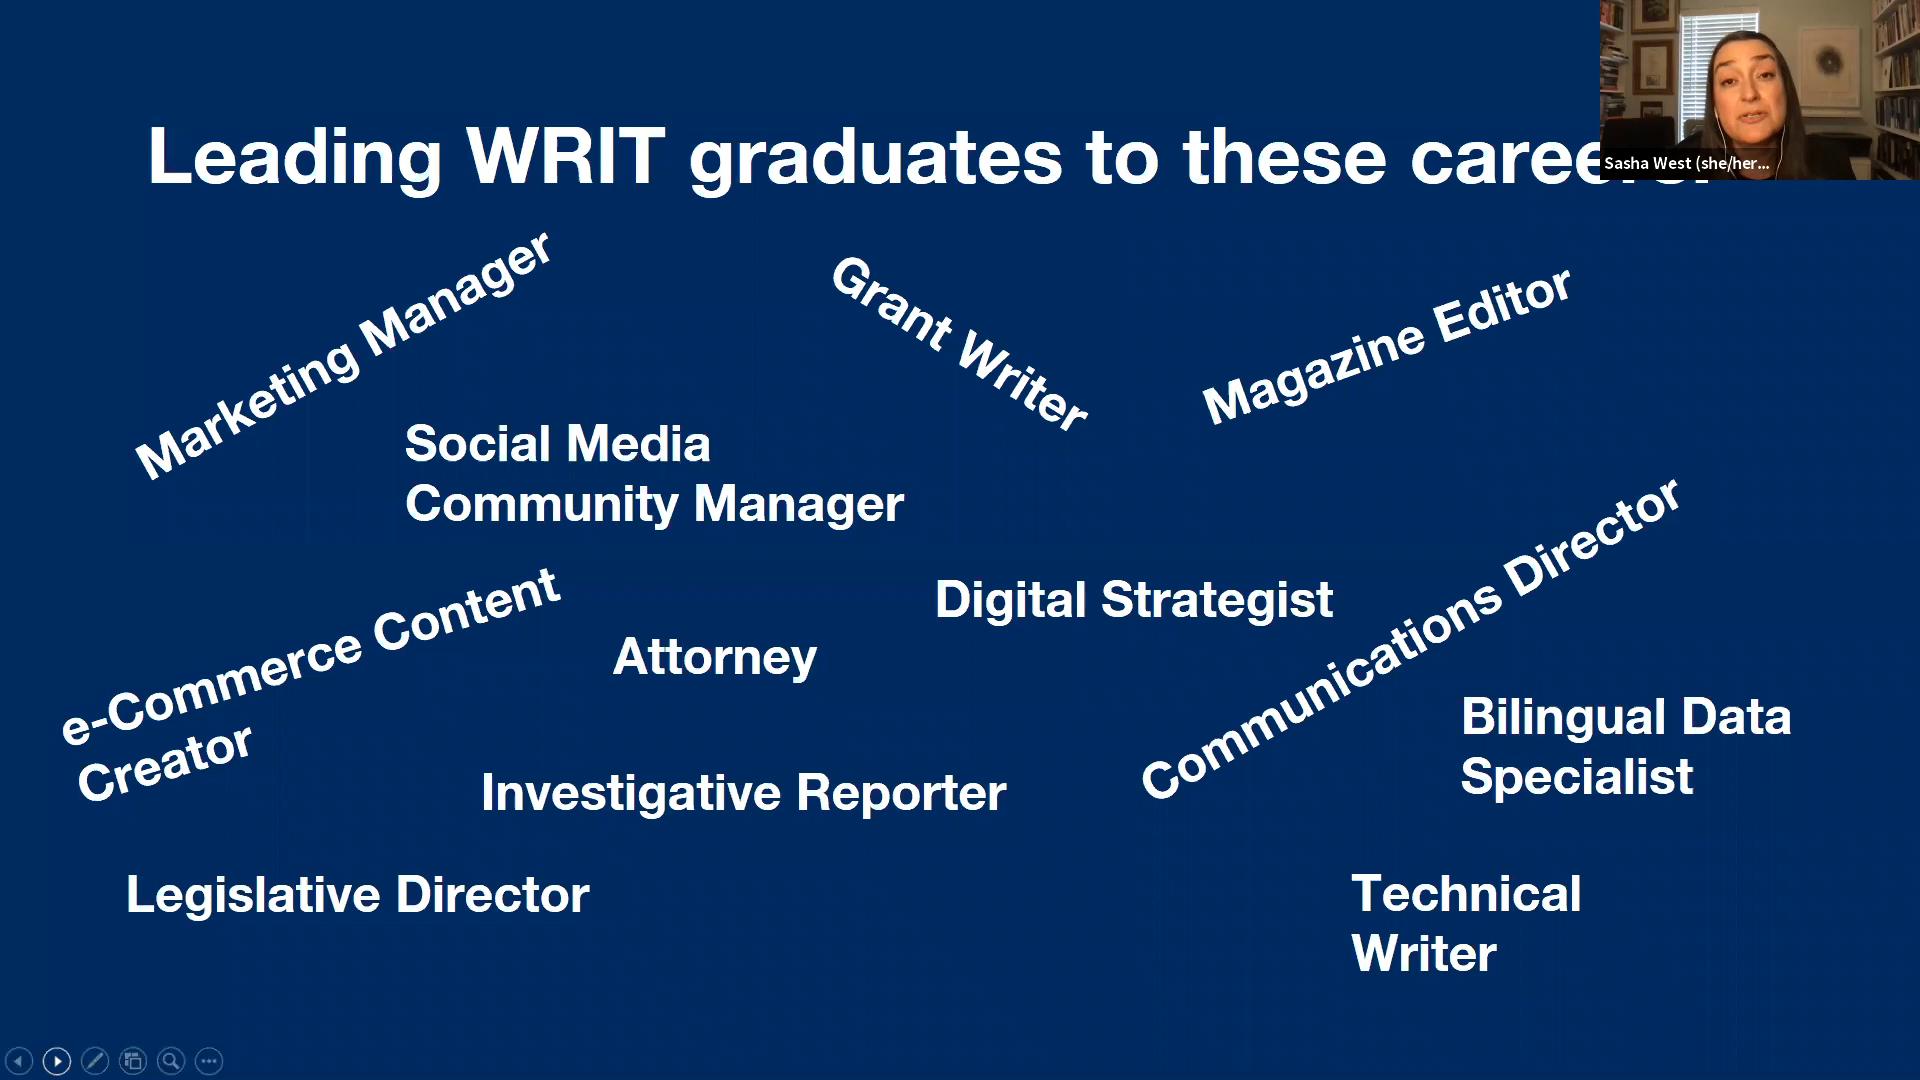 Leading WRIT graduates to these
Sasha West (she/her...
Marketing Manager
Grant Writer
Magazine Editor
Social Media
Community Manager
Communications Director
e-Commerce Content
Creator
Digital Strategist
Attorney
Bilingual Data
Specialist
Investigative Reporter
Legislative Director
Technical
Writer